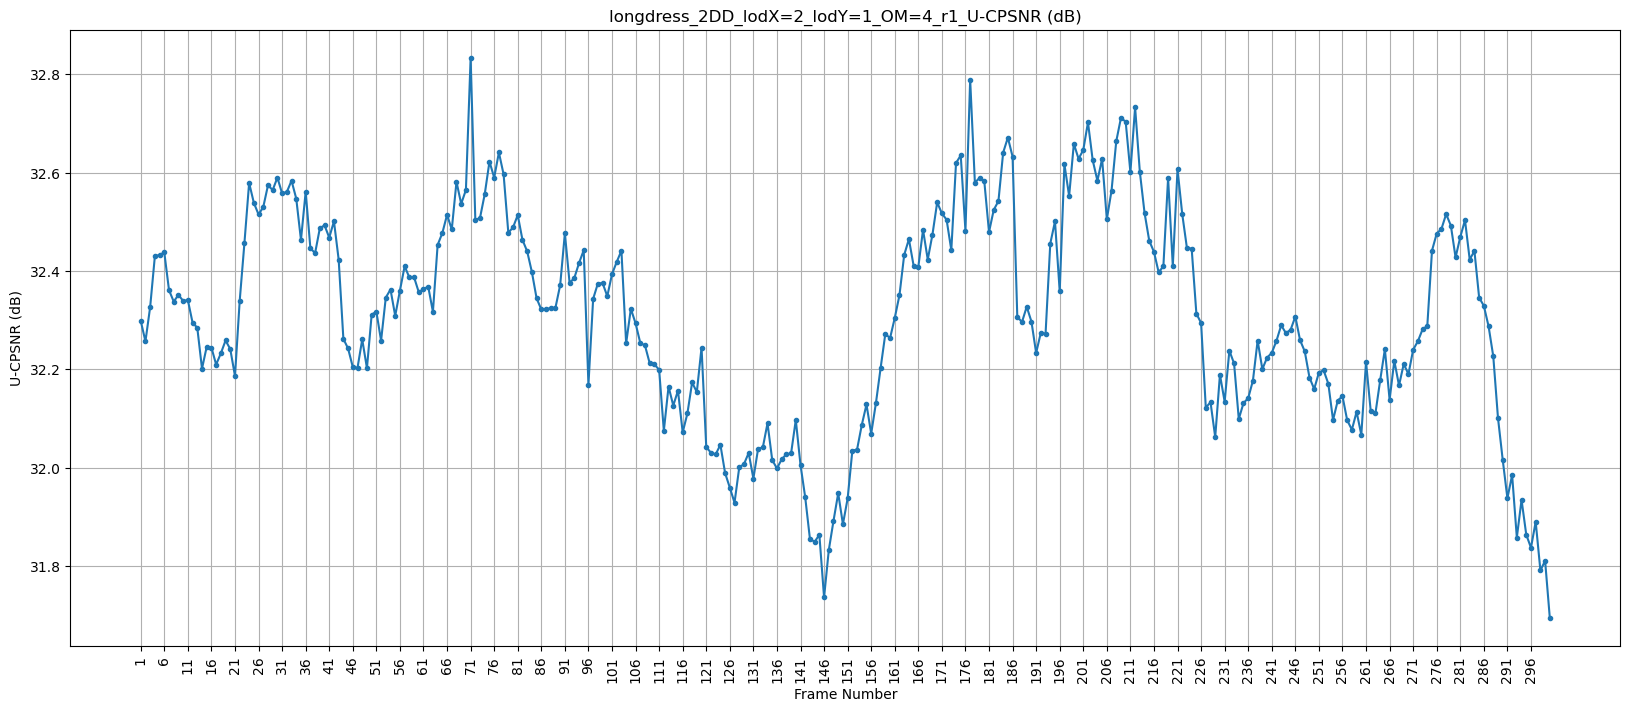 longdress_2DD_lodX=2_lodY=1_OM=4_r1_U-CPSNR (dB)
U-CPSNR (dB)
32.8
32.6
32.4
32.2
32.0
31.8
1 6 11 16 21 26 31 36 41 46 51 56 61 66 71 76 81 86 91 96 101 106 111 116 121 126 131 136 141 146 151 156 161 166 171 176 181 186 191 196 201 206 211 216 221 226 231 236 241 246 251 256 261 266 271 276 281 286 291 296
Frame Number